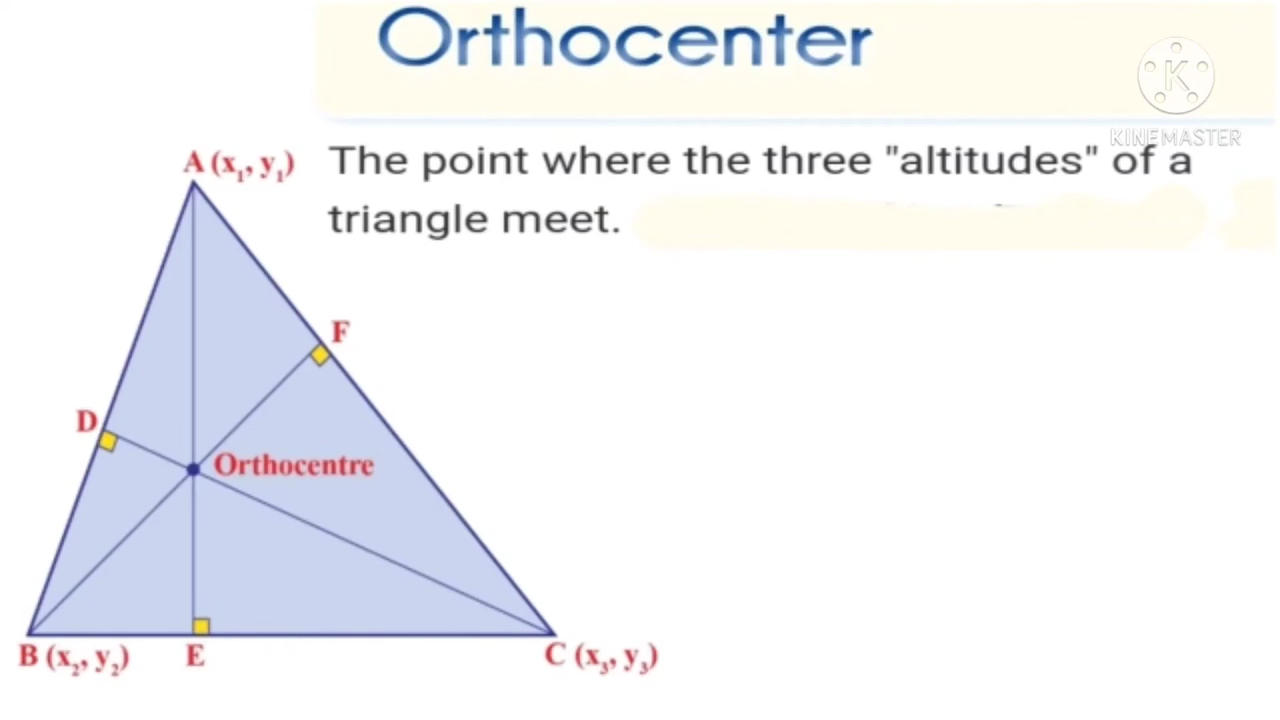 Orthocenter
K
KINEMASTER
A (x₁, y₁)
The point where the three "altitudes" of a
triangle meet.
F
D
Orthocentre
B (x₂, y₂)
E
C (x₃, y₃)